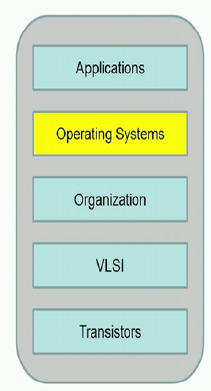 Applications
Operating Systems
Organization
VLSI
Transistors